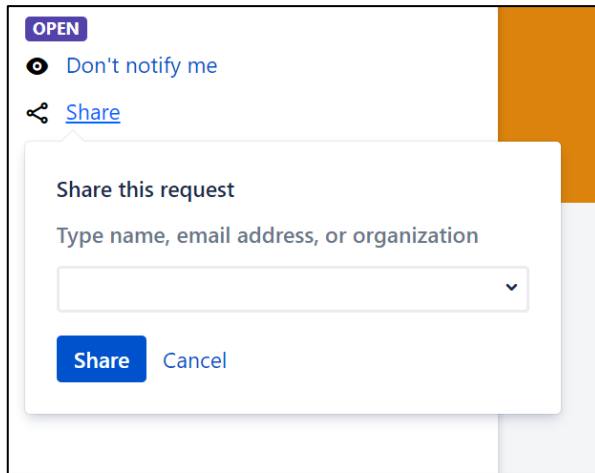 OPEN
Don't notify me
Share
Share this request
Type name, email address, or organization
Share Cancel